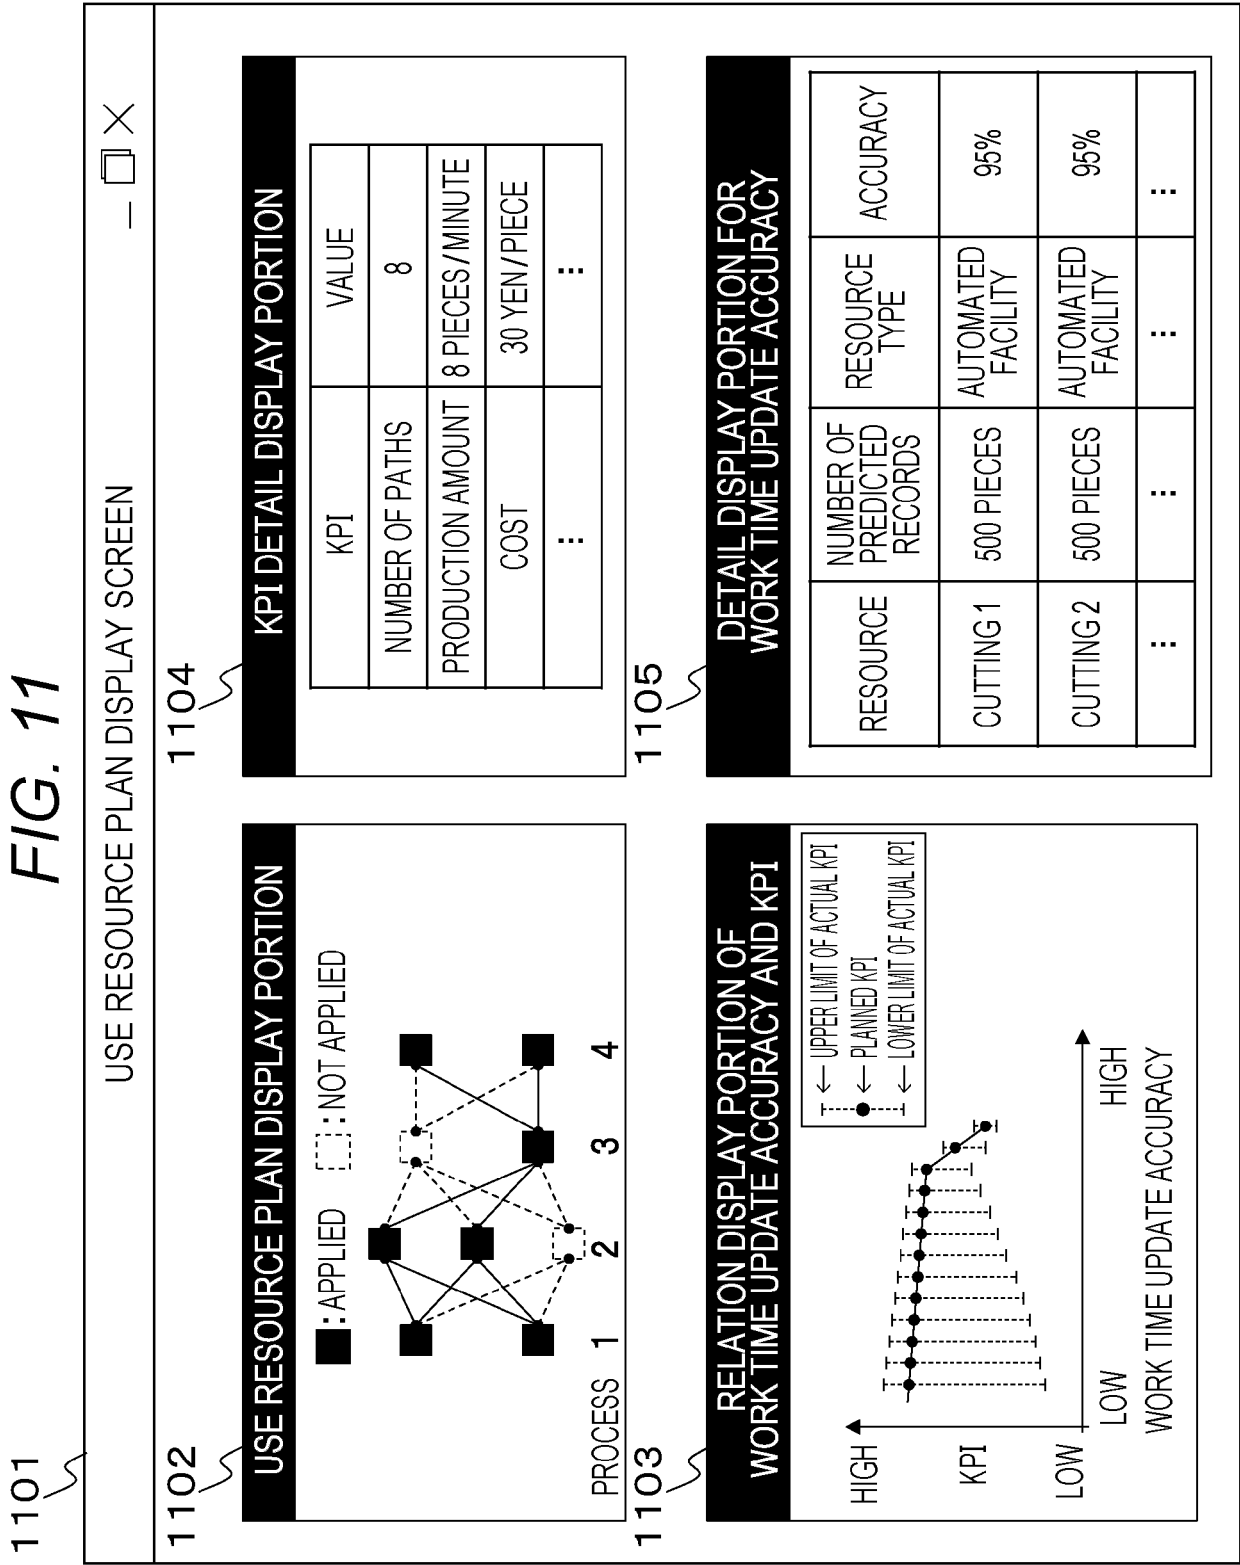 FIG. 11
1101
USE RESOURCE PLAN DISPLAY SCREEN
1102
USE RESOURCE PLAN DISPLAY PORTION
: APPLIED
: NOT APPLIED
PROCESS 1 2 3 4
1104
KPI DETAIL DISPLAY PORTION
KPI VALUE
NUMBER OF PATHS 8
PRODUCTION AMOUNT 8 PIECES/MINUTE
COST 30 YEN/PIECE
... ...
1103
RELATION DISPLAY PORTION OF
WORK TIME UPDATE ACCURACY AND KPI
UPPER LIMIT OF ACTUAL KPI
PLANNED KPI
LOWER LIMIT OF ACTUAL KPI
HIGH
KPI
LOW
LOW HIGH
WORK TIME UPDATE ACCURACY
1105
DETAIL DISPLAY PORTION FOR
WORK TIME UPDATE ACCURACY
RESOURCE
NUMBER OF
PREDICTED
RECORDS
RESOURCE
TYPE
ACCURACY
CUTTING 1
500 PIECES
AUTOMATED
FACILITY
95%
CUTTING 2
500 PIECES
AUTOMATED
FACILITY
95%
... ... ... ...